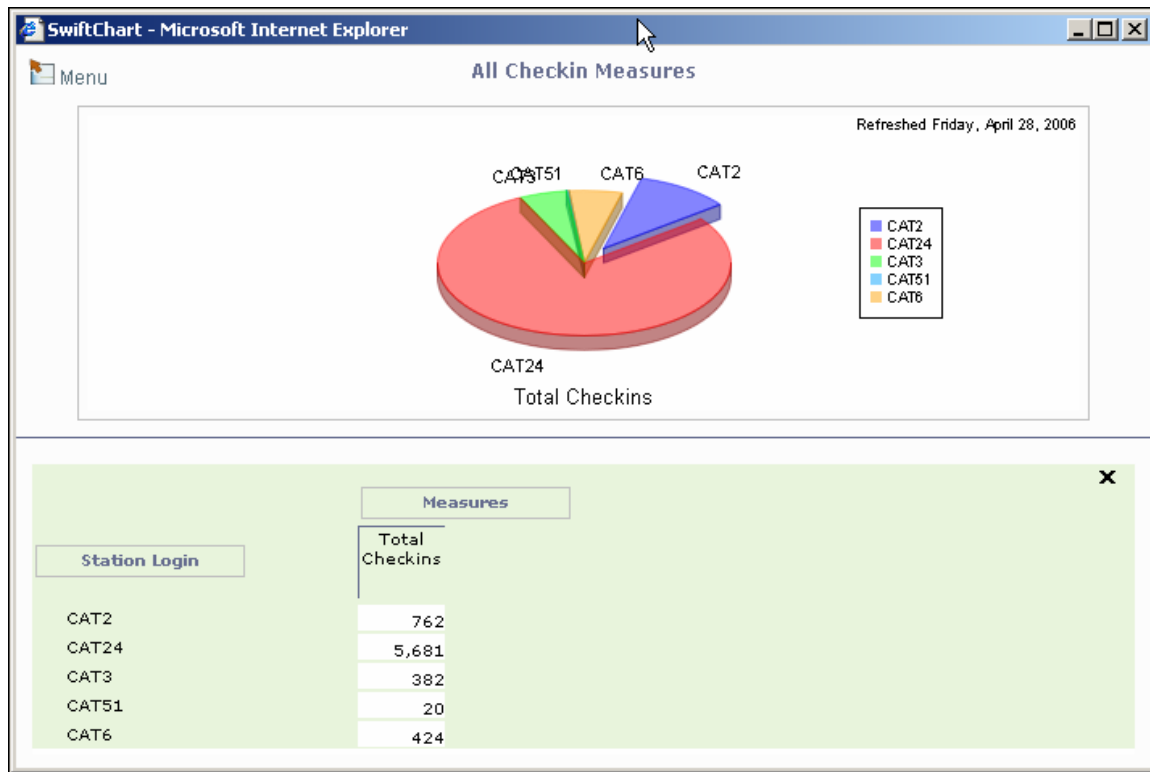 SwiftChart - Microsoft Internet Explorer
Menu
All Checkin Measures
Refreshed Friday, April 28, 2006
CAT3
CAT51
CAT6
CAT2
CAT2
CAT24
CAT3
CAT51
CAT6
CAT24
Total Checkins
Measures
Total
Checkins
Station Login
CAT2 762
CAT24 5,681
CAT3 382
CAT51 20
CAT6 424